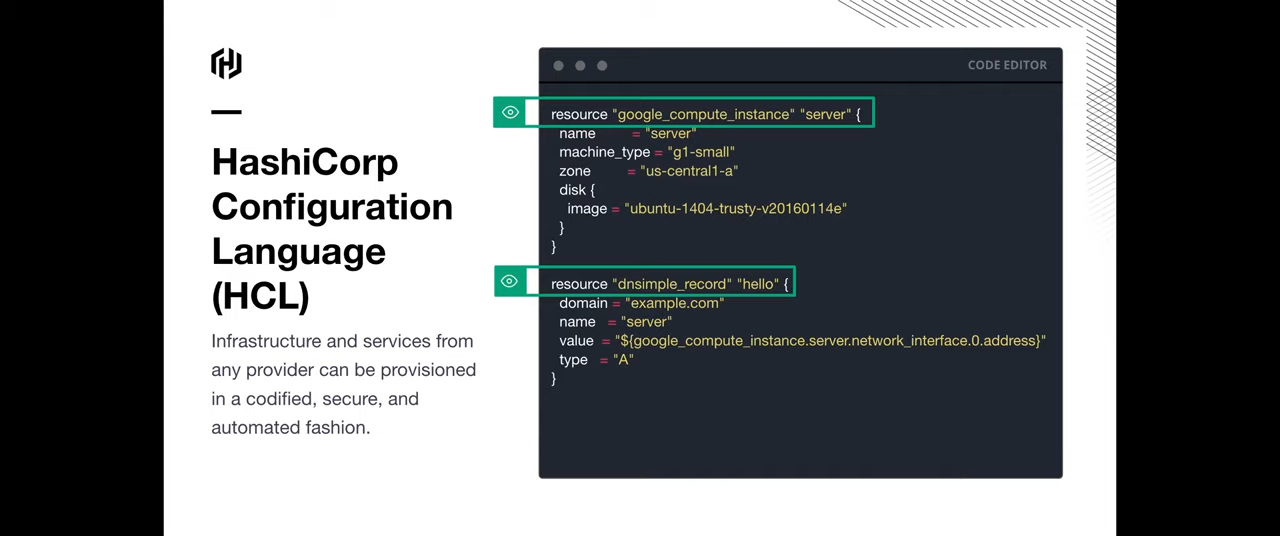 HashiCorp
Configuration
Language
(HCL)
Infrastructure and services from
any provider can be provisioned
in a codified, secure, and
automated fashion.
CODE EDITOR
resource "google_compute_instance" "server" {
name = "server"
machine_type = "g1-small"
zone = "us-central1-a"
disk {
image = "ubuntu-1404-trusty-v20160114e"
}
}
resource "dnsimple_record" "hello" {
domain = "example.com"
name = "server"
value = "${google_compute_instance.server.network_interface.0.address}"
type = "A"
}